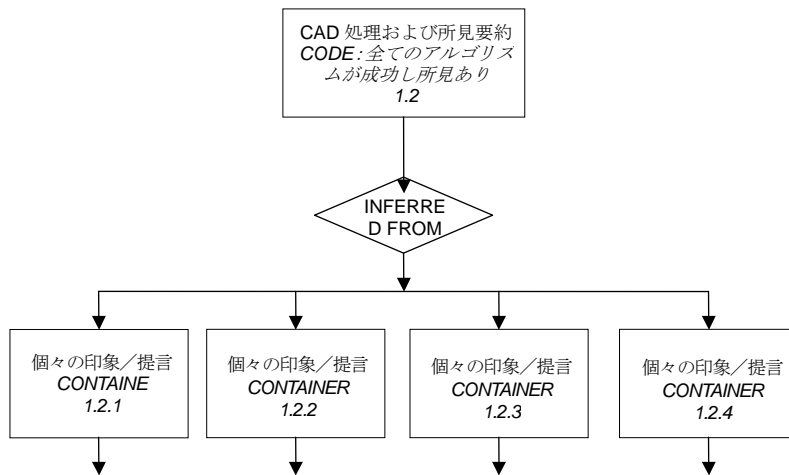 CAD 処理および所見要約
CODE:全てのアルゴリズ
ムが成功し所見あり
1.2
INFERRE
D FROM
個々の印象／提言
CONTAINE
1.2.1
個々の印象／提言
CONTAINER
1.2.2
個々の印象／提言
CONTAINER
1.2.3
個々の印象／提言
CONTAINER
1.2.4